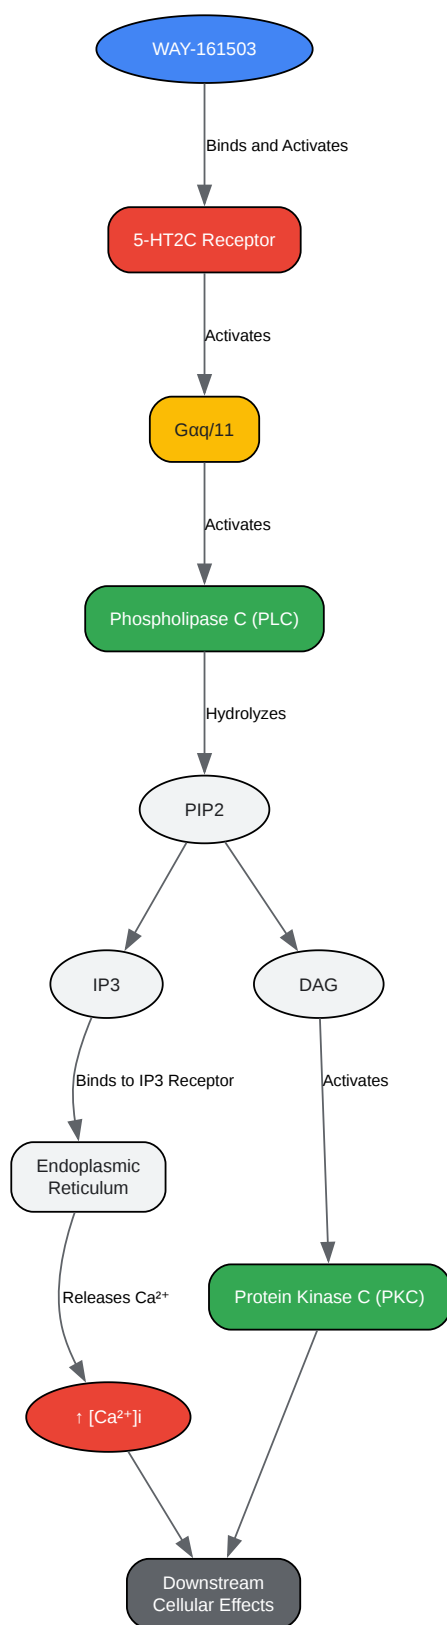 WAY-161503
Binds and Activates
5-HT2C Receptor
Activates
Gαq/11
Activates
Phospholipase C (PLC)
Hydrolyzes
PIP2
IP3
DAG
Binds to IP3 Receptor
Activates
Endoplasmic
Reticulum
Releases Ca²⁺
Protein Kinase C (PKC)
↑ [Ca²⁺]i
Downstream
Cellular Effects